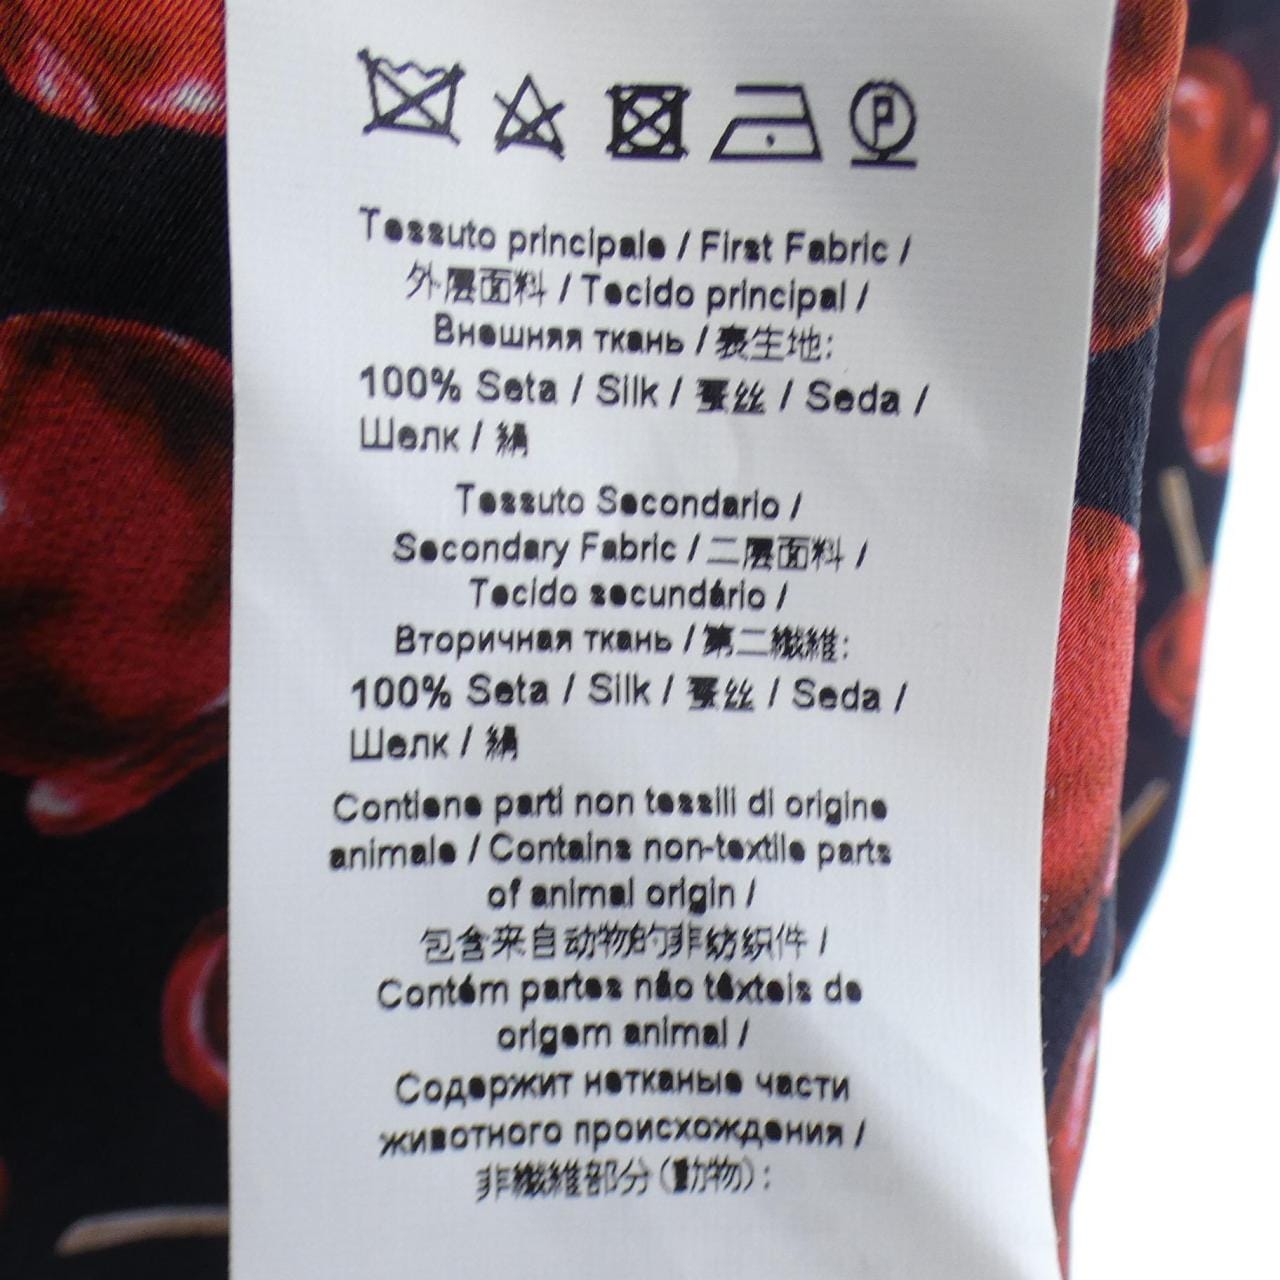 P
Tessuto principale / First Fabric /
外层面料 / Tecido principal /
Внешняя ткань / 表生地:
100% Seta / Silk / 蚕丝 / Seda /
Шелк / 絹
Tessuto Secondario /
Secondary Fabric / 二层面料 /
Tecido secundário /
Вторичная ткань / 第二繊維:
100% Seta / Silk / 蚕丝 / Seda /
Шелк / 絹
Contiene parti non tessili di origine
animale / Contains non-textile parts
of animal origin /
包含来自动物的非纺织件 /
Contém partes não têxteis de
origem animal /
Содержит нетканые части
животного происхождения /
非繊維部分(動物):